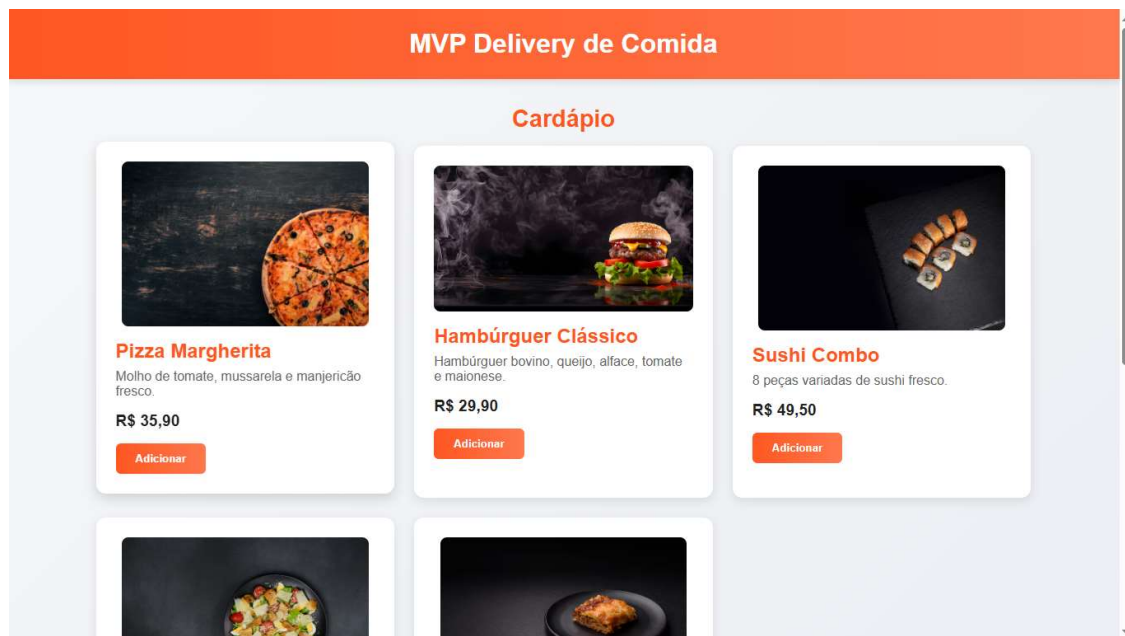 MVP Delivery de Comida
Cardápio
Pizza Margherita
Molho de tomate, mussarela e manjericão
fresco.
R$ 35,90
Adicionar
Hambúrguer Clássico
Hambúrguer bovino, queijo, alface, tomate
e maionese.
R$ 29,90
Adicionar
Sushi Combo
8 peças variadas de sushi fresco.
R$ 49,50
Adicionar